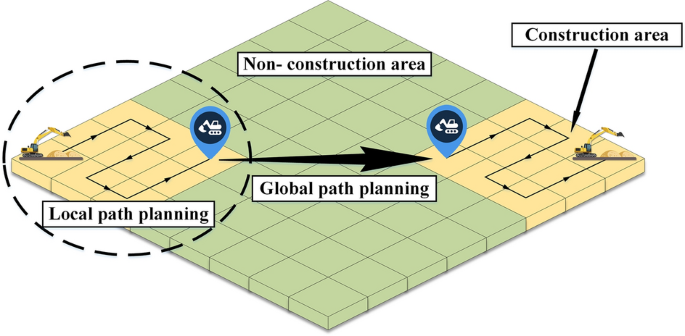 Construction area
Non- construction area
Global path planning
Local path planning